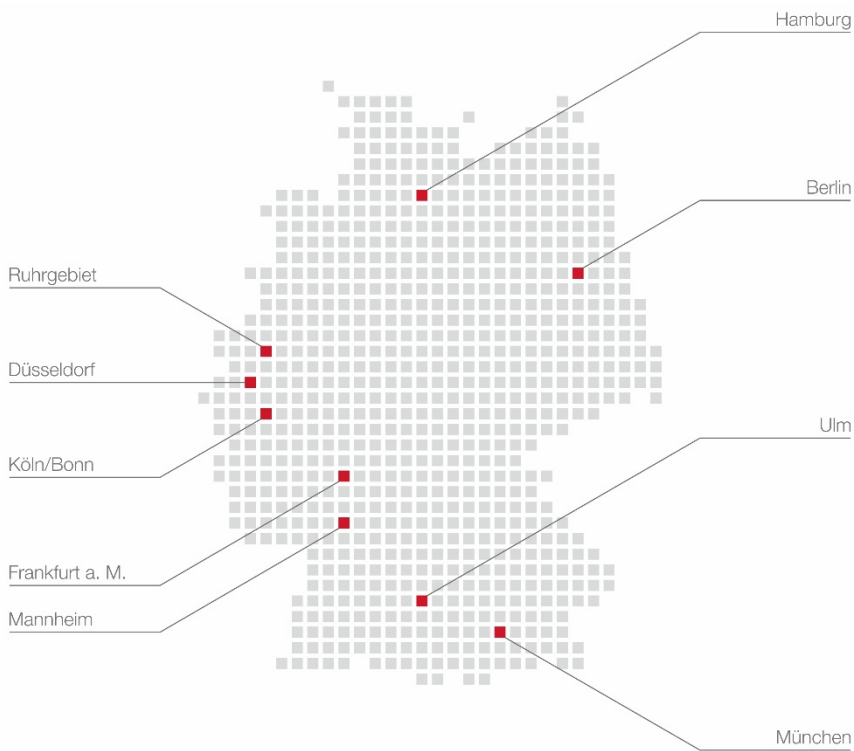 Hamburg
Berlin
Ruhrgebiet
Düsseldorf
Ulm
Köln/Bonn
Frankfurt a. M.
Mannheim
München